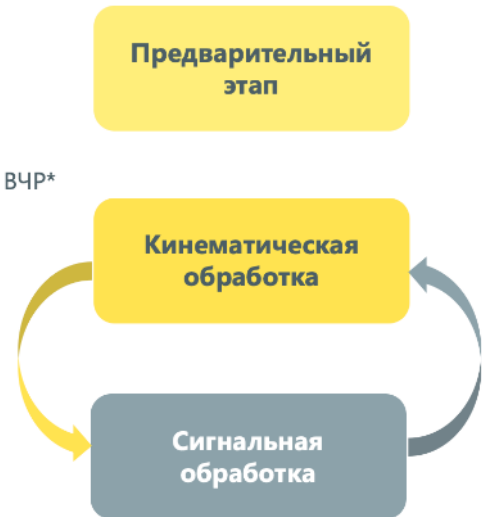 Предварительный
этап
ВЧР*
Кинематическая
обработка
Сигнальная
обработка